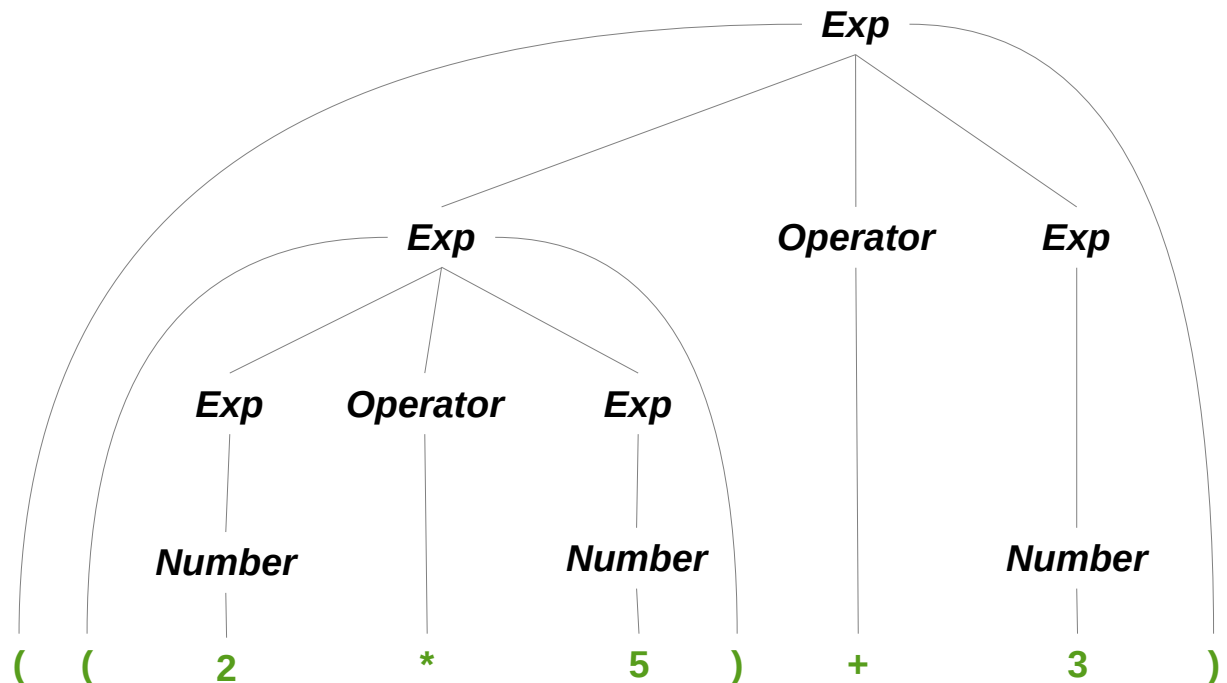 Exp
Exp Operator Exp
Exp Operator Exp
Number Number Number
( ( 2 * 5 ) + 3 )